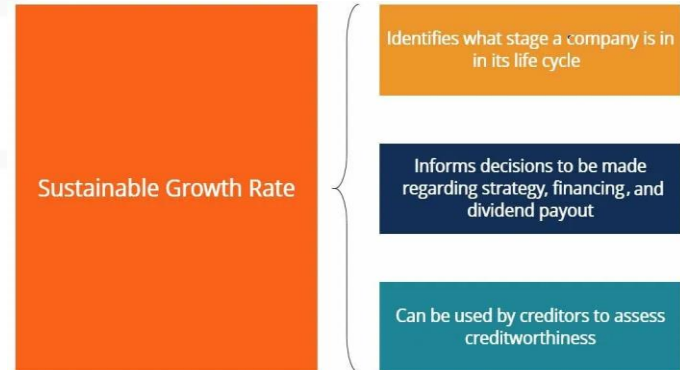 Sustainable Growth Rate
Identifies what stage a company is in
in its life cycle
Informs decisions to be made
regarding strategy, financing, and
dividend payout
Can be used by creditors to assess
creditworthiness